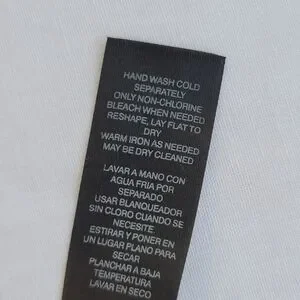 HAND WASH COLD
SEPARATELY
ONLY NON-CHLORINE
BLEACH WHEN NEEDED
RESHAPE, LAY FLAT TO
DRY
WARM IRON AS NEEDED
MAY BE DRY CLEANED
LAVAR A MANO CON
AGUA FRIA POR
SEPARADO
USAR BLANQUEADOR
SIN CLORO CUANDO SE
NECESITE
ESTIRAR Y PONER EN
UN LUGAR PLANO PARA
SECAR
PLANCHAR A BAJA
TEMPERATURA
LAVAR EN SECO